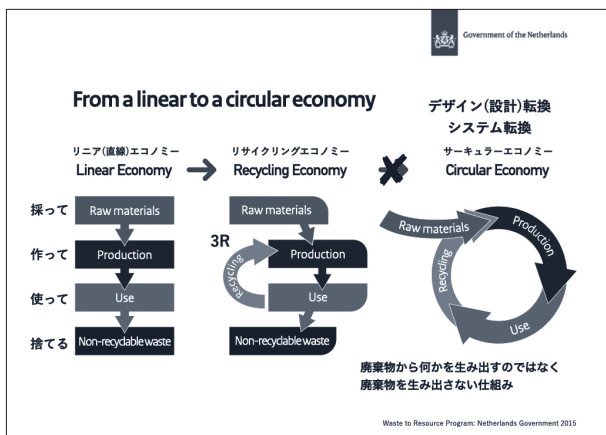 Government of the Netherlands
From a linear to a circular economy
デザイン(設計)転換
システム転換
リニア(直線)エコノミー
Linear Economy
リサイクリングエコノミー
Recycling Economy
サーキュラーエコノミー
Circular Economy
採って
作って
使って
捨てる
Raw materials
Production
Use
Non-recyclable waste
3R
Raw materials
Production
Recycling
Use
Non-recyclable waste
Raw materials
Production
Use
Recycling
廃棄物から何かを生み出すのではなく
廃棄物を生み出さない仕組み
Waste to Resource Program: Netherlands Government 2015